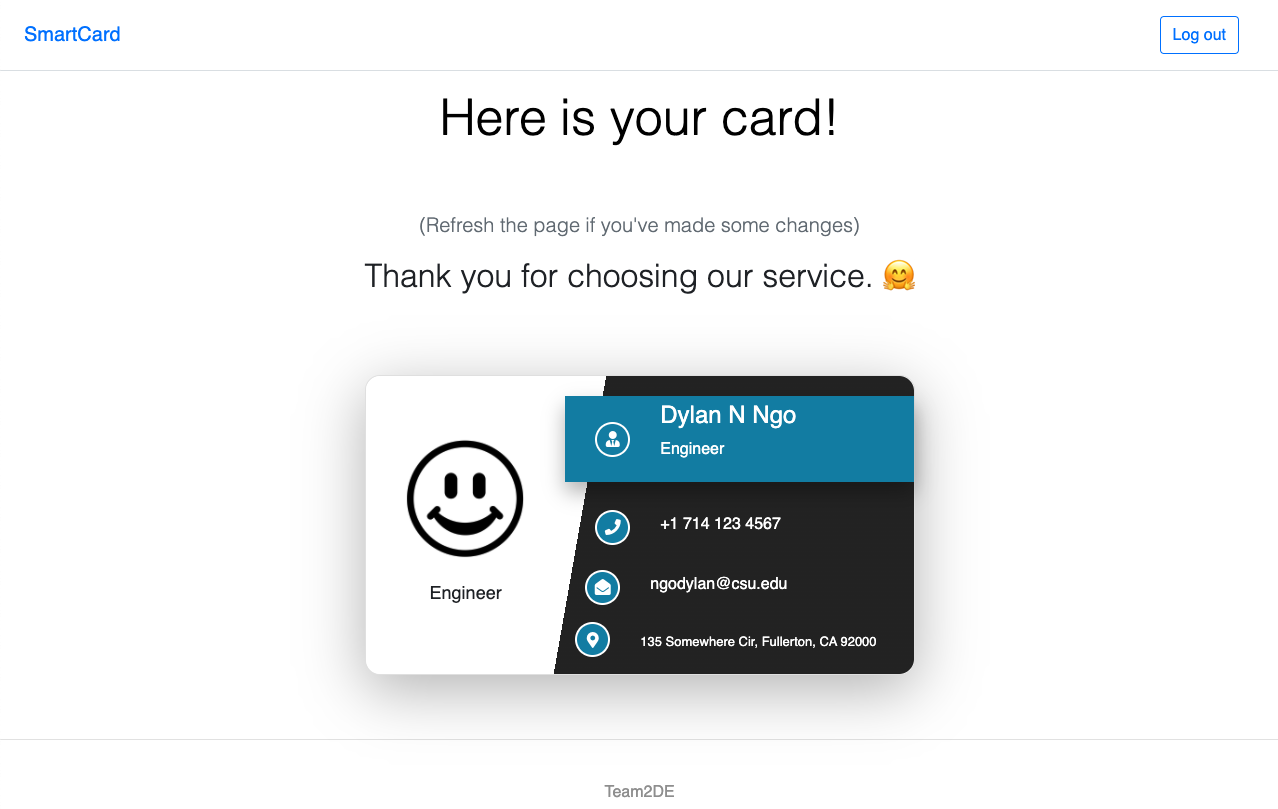 SmartCard
Log out
Here is your card!
(Refresh the page if you've made some changes)
Thank you for choosing our service. 🤗
Dylan N Ngo
Engineer
+1 714 123 4567
ngodylan@csu.edu
135 Somewhere Cir, Fullerton, CA 92000
Engineer
Team2DE